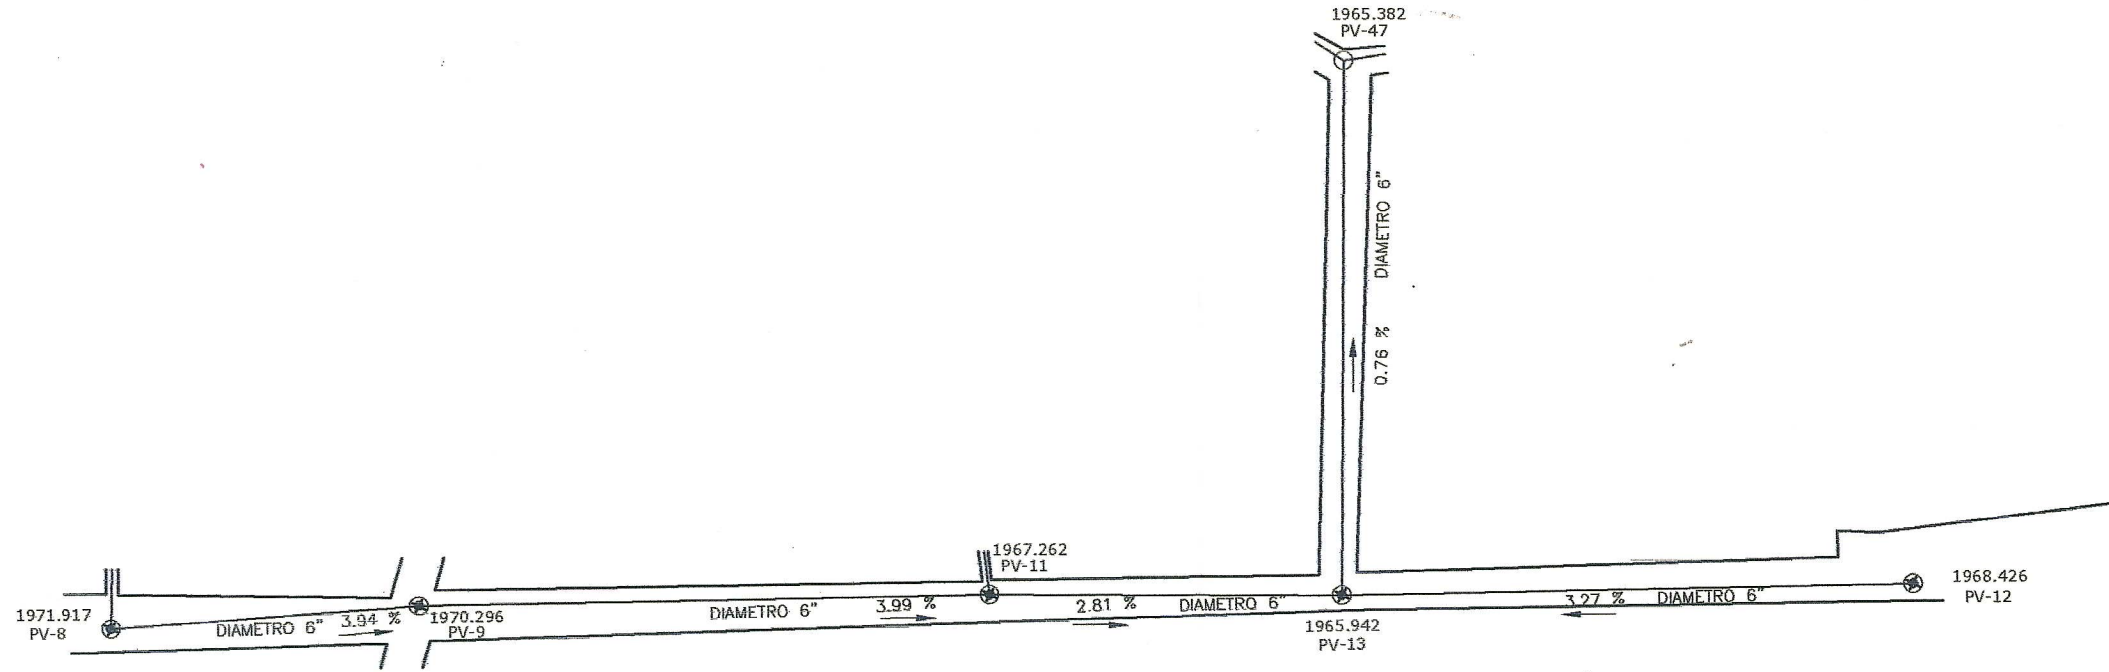 1965.382
PV-47
DIAMETRO 6"
0.76 %
1967.262
PV-11
1971.917
PV-8
DIAMETRO 6"
3.94 %
1970.296
PV-9
DIAMETRO 6"
3.99 %
2.81 %
DIAMETRO 6"
1965.942
PV-13
3.27 %
DIAMETRO 6"
1968.426
PV-12